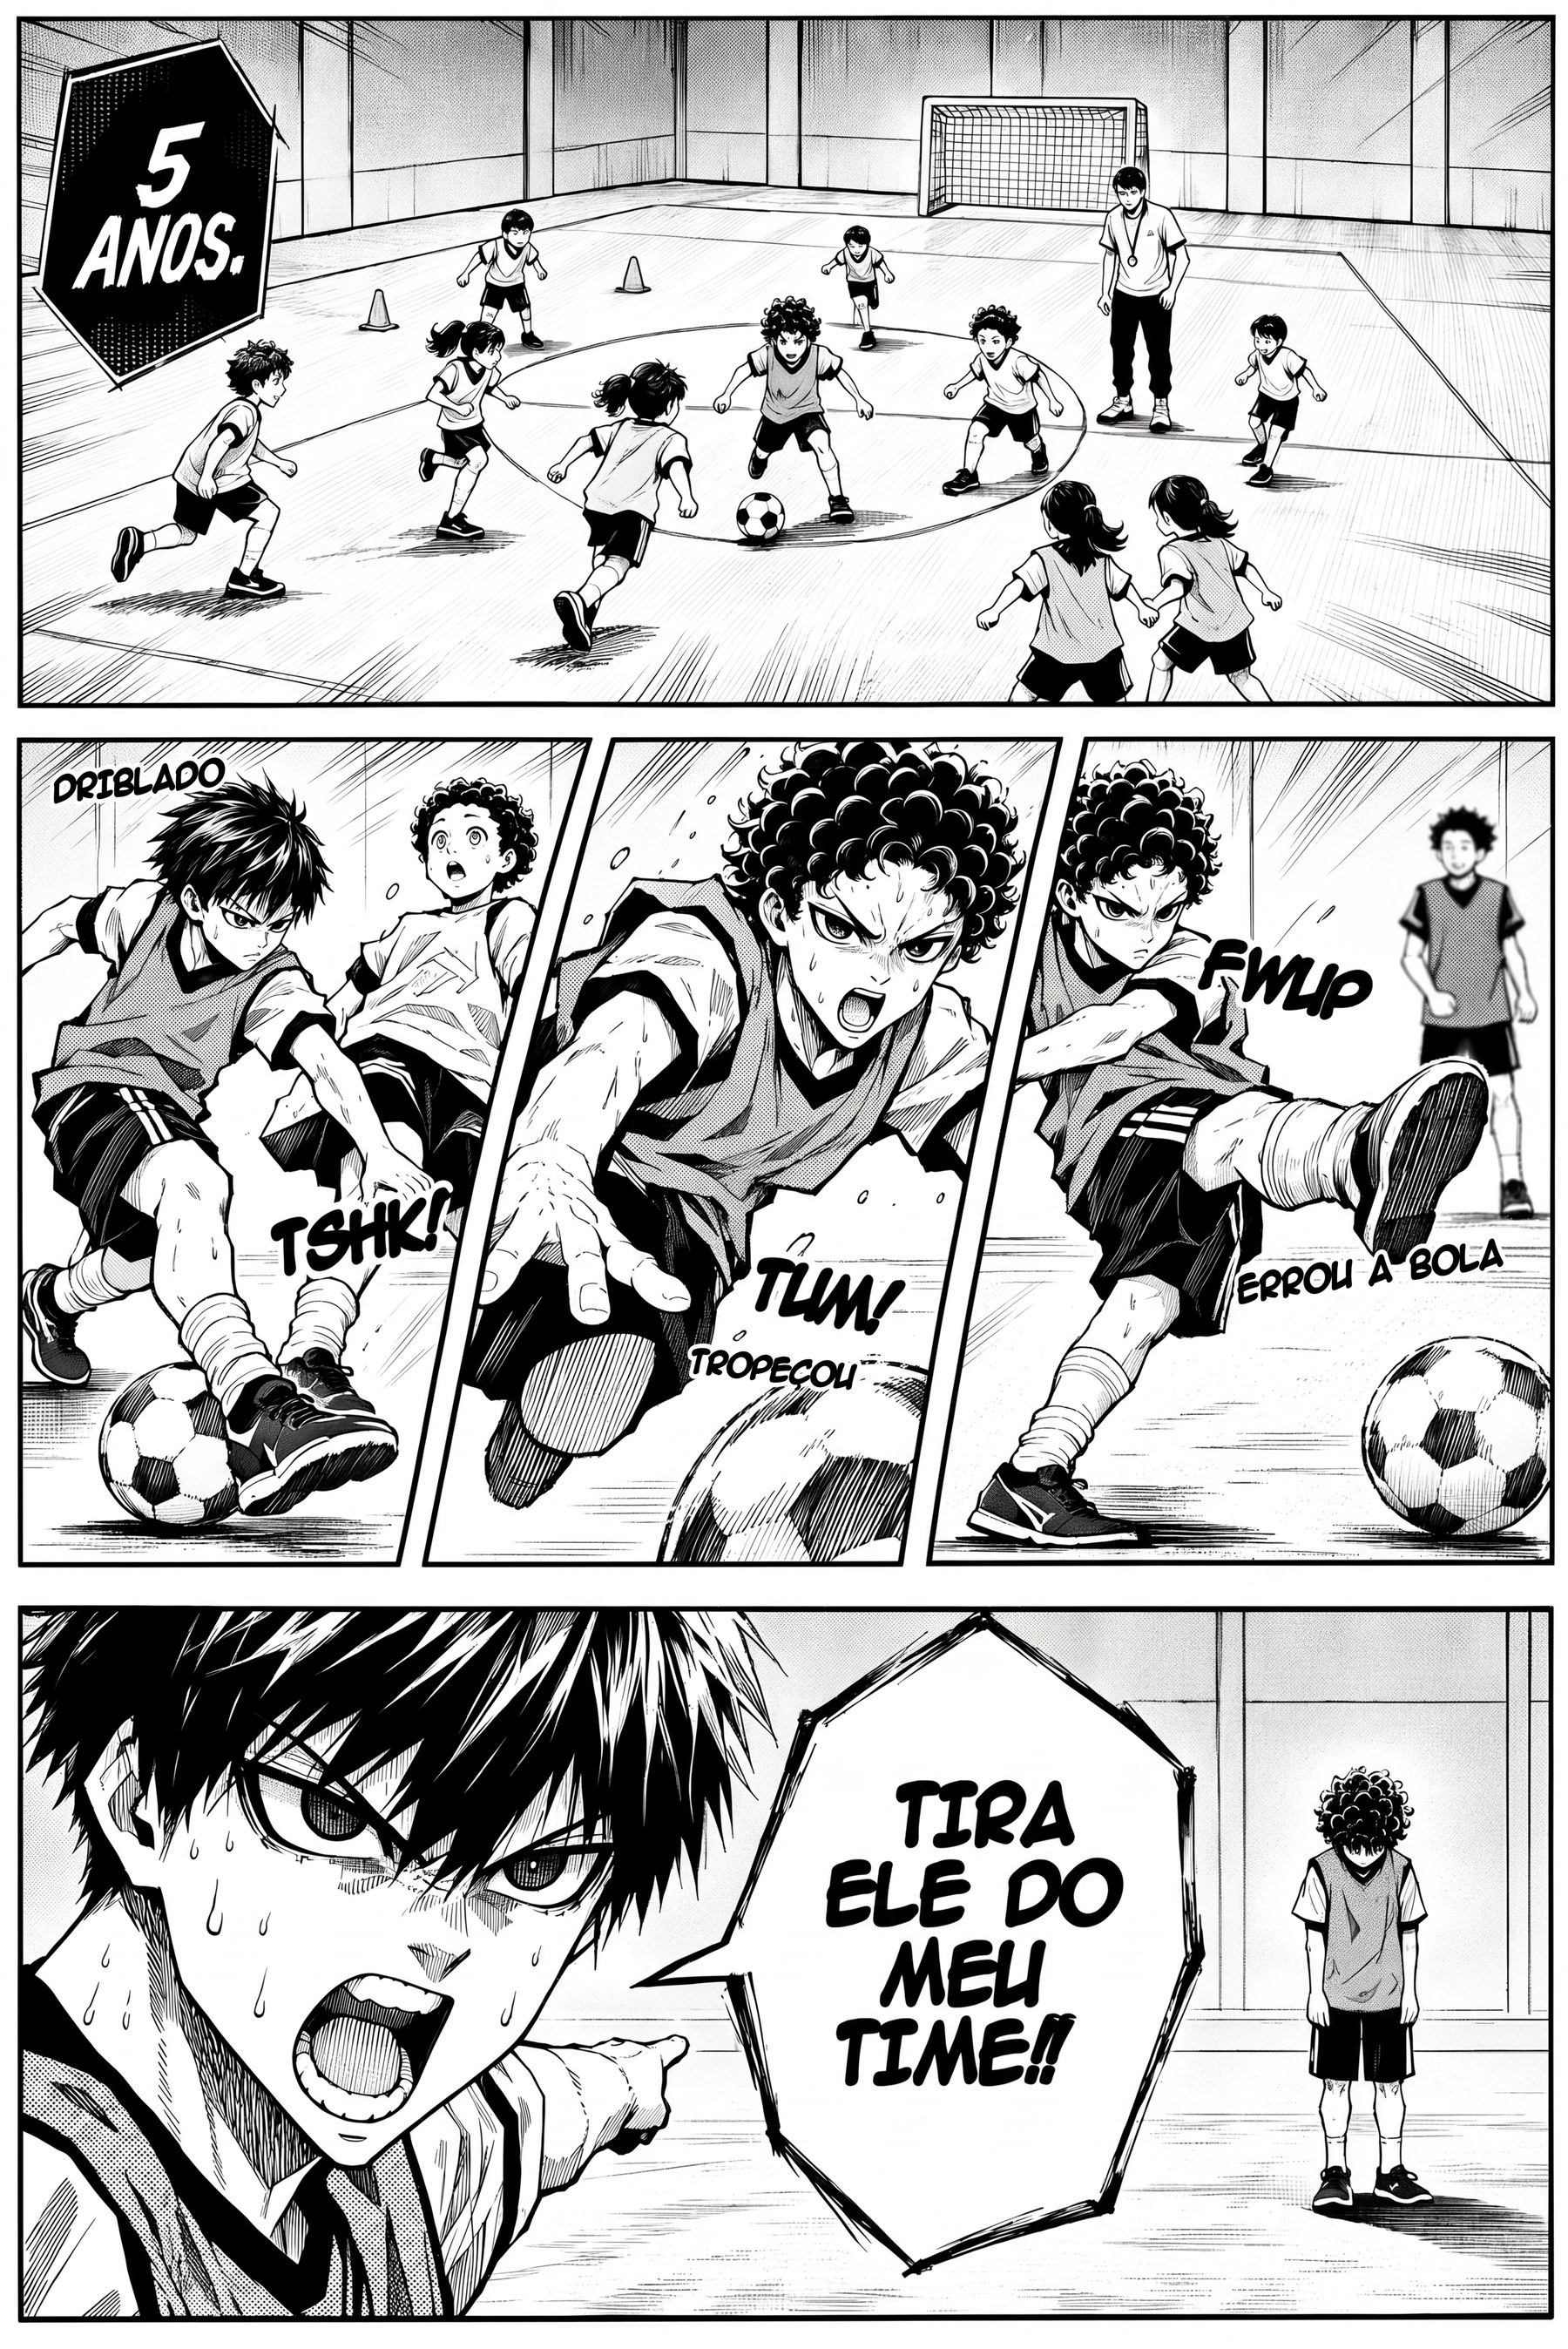 5
ANOS.
DRIBLADO
TSHK!
TUM!
TROPEÇOU
FWUP
ERROU A BOLA
TIRA
ELE DO
MEU
TIME!!